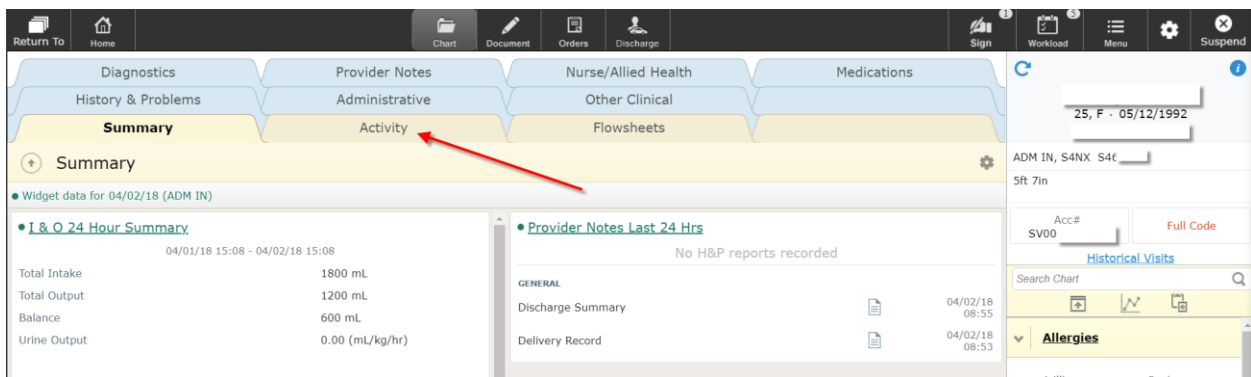 Return To
Home
Chart
Document
Orders
Discharge
1
Sign
5
Workload
Menu
Suspend
Diagnostics
Provider Notes
Nurse/Allied Health
Medications
History & Problems
Administrative
Other Clinical
Summary
Activity
Flowsheets
25, F - 05/12/1992
Summary
ADM IN, S4NX S46
5ft 7in
Widget data for 04/02/18 (ADM IN)
Acc#
SV00
Full Code
Historical Visits
I & O 24 Hour Summary
04/01/18 15:08 - 04/02/18 15:08
Total Intake 1800 mL
Total Output 1200 mL
Balance 600 mL
Urine Output 0.00 (mL/kg/hr)
Provider Notes Last 24 Hrs
No H&P reports recorded
GENERAL
Discharge Summary 04/02/18
08:55
Delivery Record 04/02/18
08:53
Search Chart
Allergies